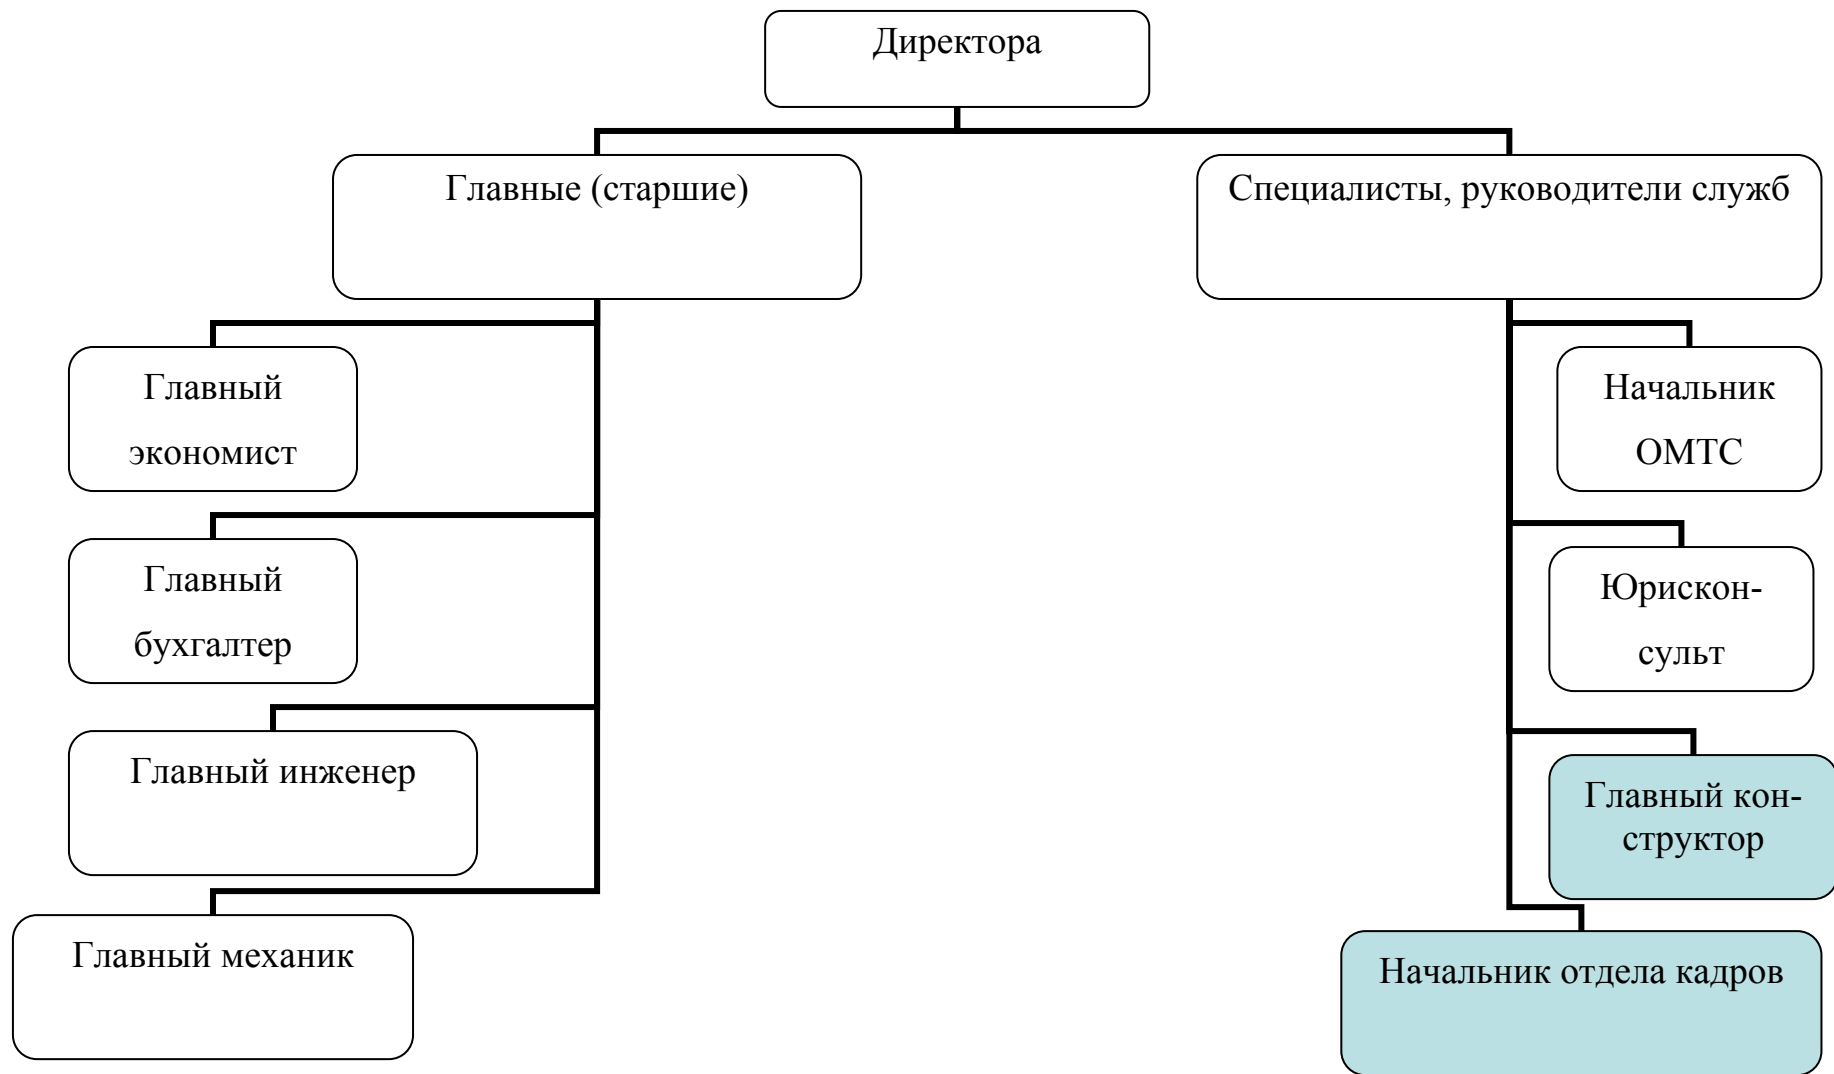 Директора
Главные (старшие)
Специалисты, руководители служб
Главный
экономист
Начальник
ОМТС
Главный
бухгалтер
Юрискон-
сульт
Главный инженер
Главный кон-
структор
Главный механик
Начальник отдела кадров